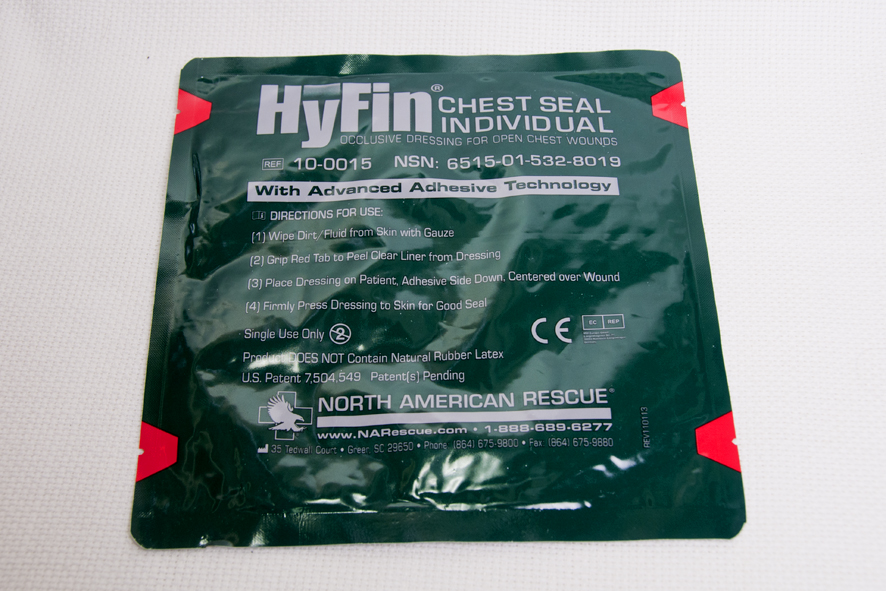 HyFin® CHEST SEAL
INDIVIDUAL
OCCLUSIVE DRESSING FOR OPEN CHEST WOUNDS
REF 10-0015 NSN: 6515-01-532-8019
With Advanced Adhesive Technology
DIRECTIONS FOR USE:
(1) Wipe Dirt/Fluid from Skin with Gauze
(2) Grip Red Tab to Peel Clear Liner from Dressing
(3) Place Dressing on Patient, Adhesive Side Down, Centered over Wound
(4) Firmly Press Dressing to Skin for Good Seal
Single Use Only 2
CE EC REP
Product DOES NOT Contain Natural Rubber Latex
U.S. Patent 7,504,549 Patent(s) Pending
NORTH AMERICAN RESCUE®
www.NARescue.com • 1-888-689-6277
35 Tedwall Court • Greer, SC 29650 • Phone: (864) 675-9800 • Fax: (864) 675-9880
REV110113